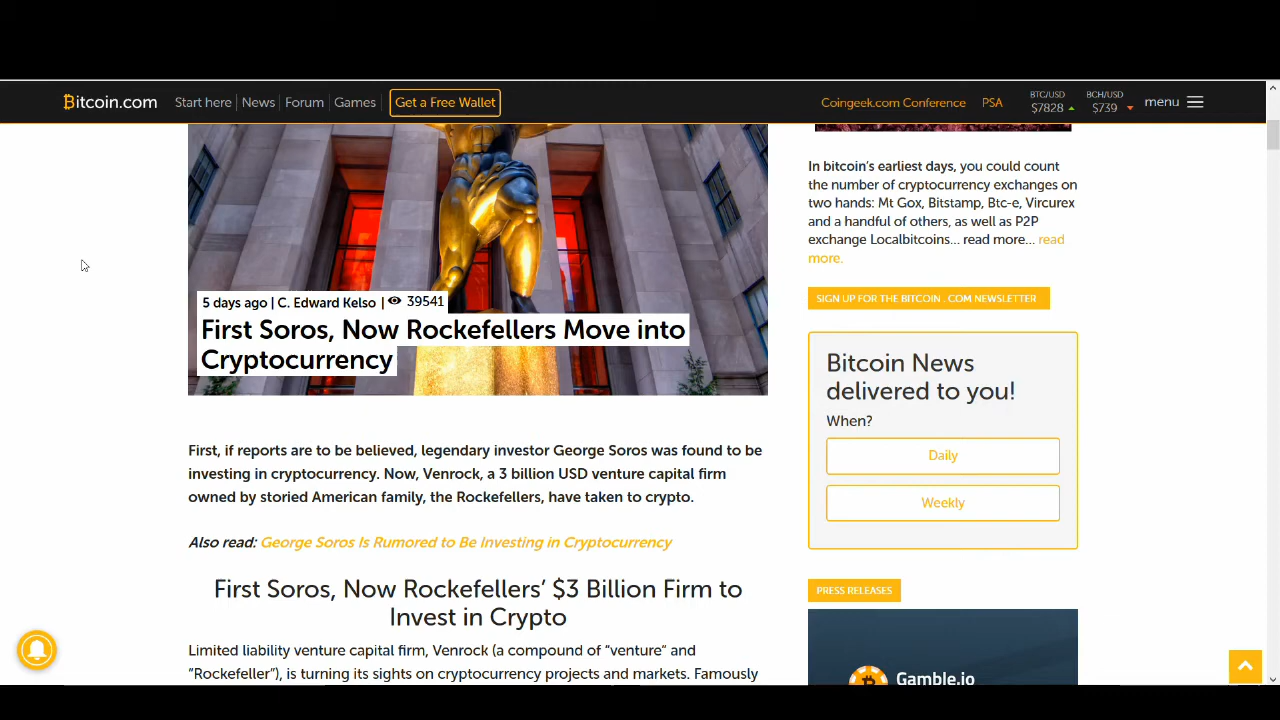 Bitcoin.com
Start here
News
Forum
Games
Get a Free Wallet
Coingeek.com Conference
PSA
BTC/USD
$7828
BCH/USD
$739
menu
5 days ago | C. Edward Kelso | 39541
First Soros, Now Rockefellers Move into
Cryptocurrency
First, if reports are to be believed, legendary investor George Soros was found to be
investing in cryptocurrency. Now, Venrock, a 3 billion USD venture capital firm
owned by storied American family, the Rockefellers, have taken to crypto.
Also read: George Soros Is Rumored to Be Investing in Cryptocurrency
First Soros, Now Rockefellers’ $3 Billion Firm to
Invest in Crypto
Limited liability venture capital firm, Venrock (a compound of “venture” and
“Rockefeller”), is turning its sights on cryptocurrency projects and markets. Famously
In bitcoin’s earliest days, you could count
the number of cryptocurrency exchanges on
two hands: Mt Gox, Bitstamp, Btc-e, Vircurex
and a handful of others, as well as P2P
exchange Localbitcoins... read more... read
more.
SIGN UP FOR THE BITCOIN . COM NEWSLETTER
Bitcoin News
delivered to you!
When?
Daily
Weekly
PRESS RELEASES
Gamble.io